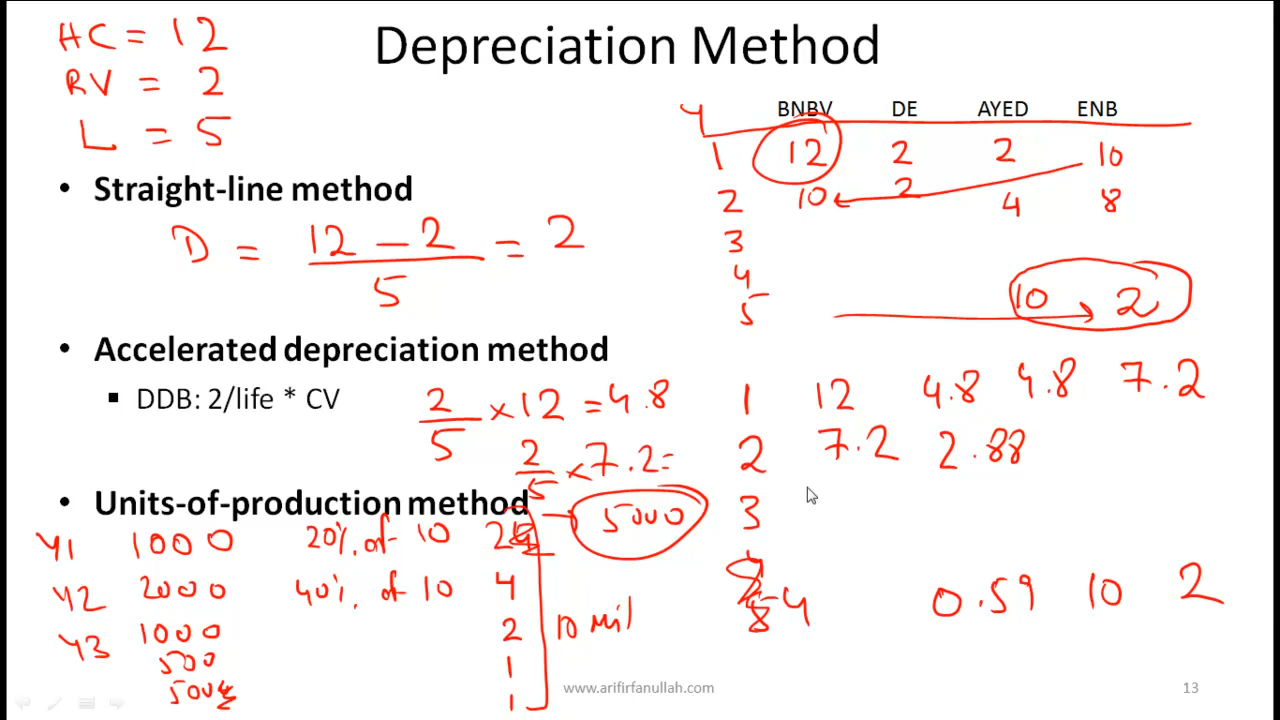 HC = 12
Depreciation Method
RV = 2
L = 5
Y BNBV DE AYED ENB
1 12 2 2 10
2 10 2 4 8
3
4
5 10 2
• Straight-line method
D = 12 - 2 / 5 = 2
• Accelerated depreciation method
▪ DDB: 2/life * CV
2/5 × 12 = 4.8
1 12 4.8 4.8 7.2
2/5 × 7.2 =
2 7.2 2.88
3
4 0.59 10 2
• Units-of-production method
5000
Y1 1000 20% of 10 2
Y2 2000 40% of 10 4
Y3 1000 2
500 1
500 1
10 mil
www.arifirfanullah.com
13